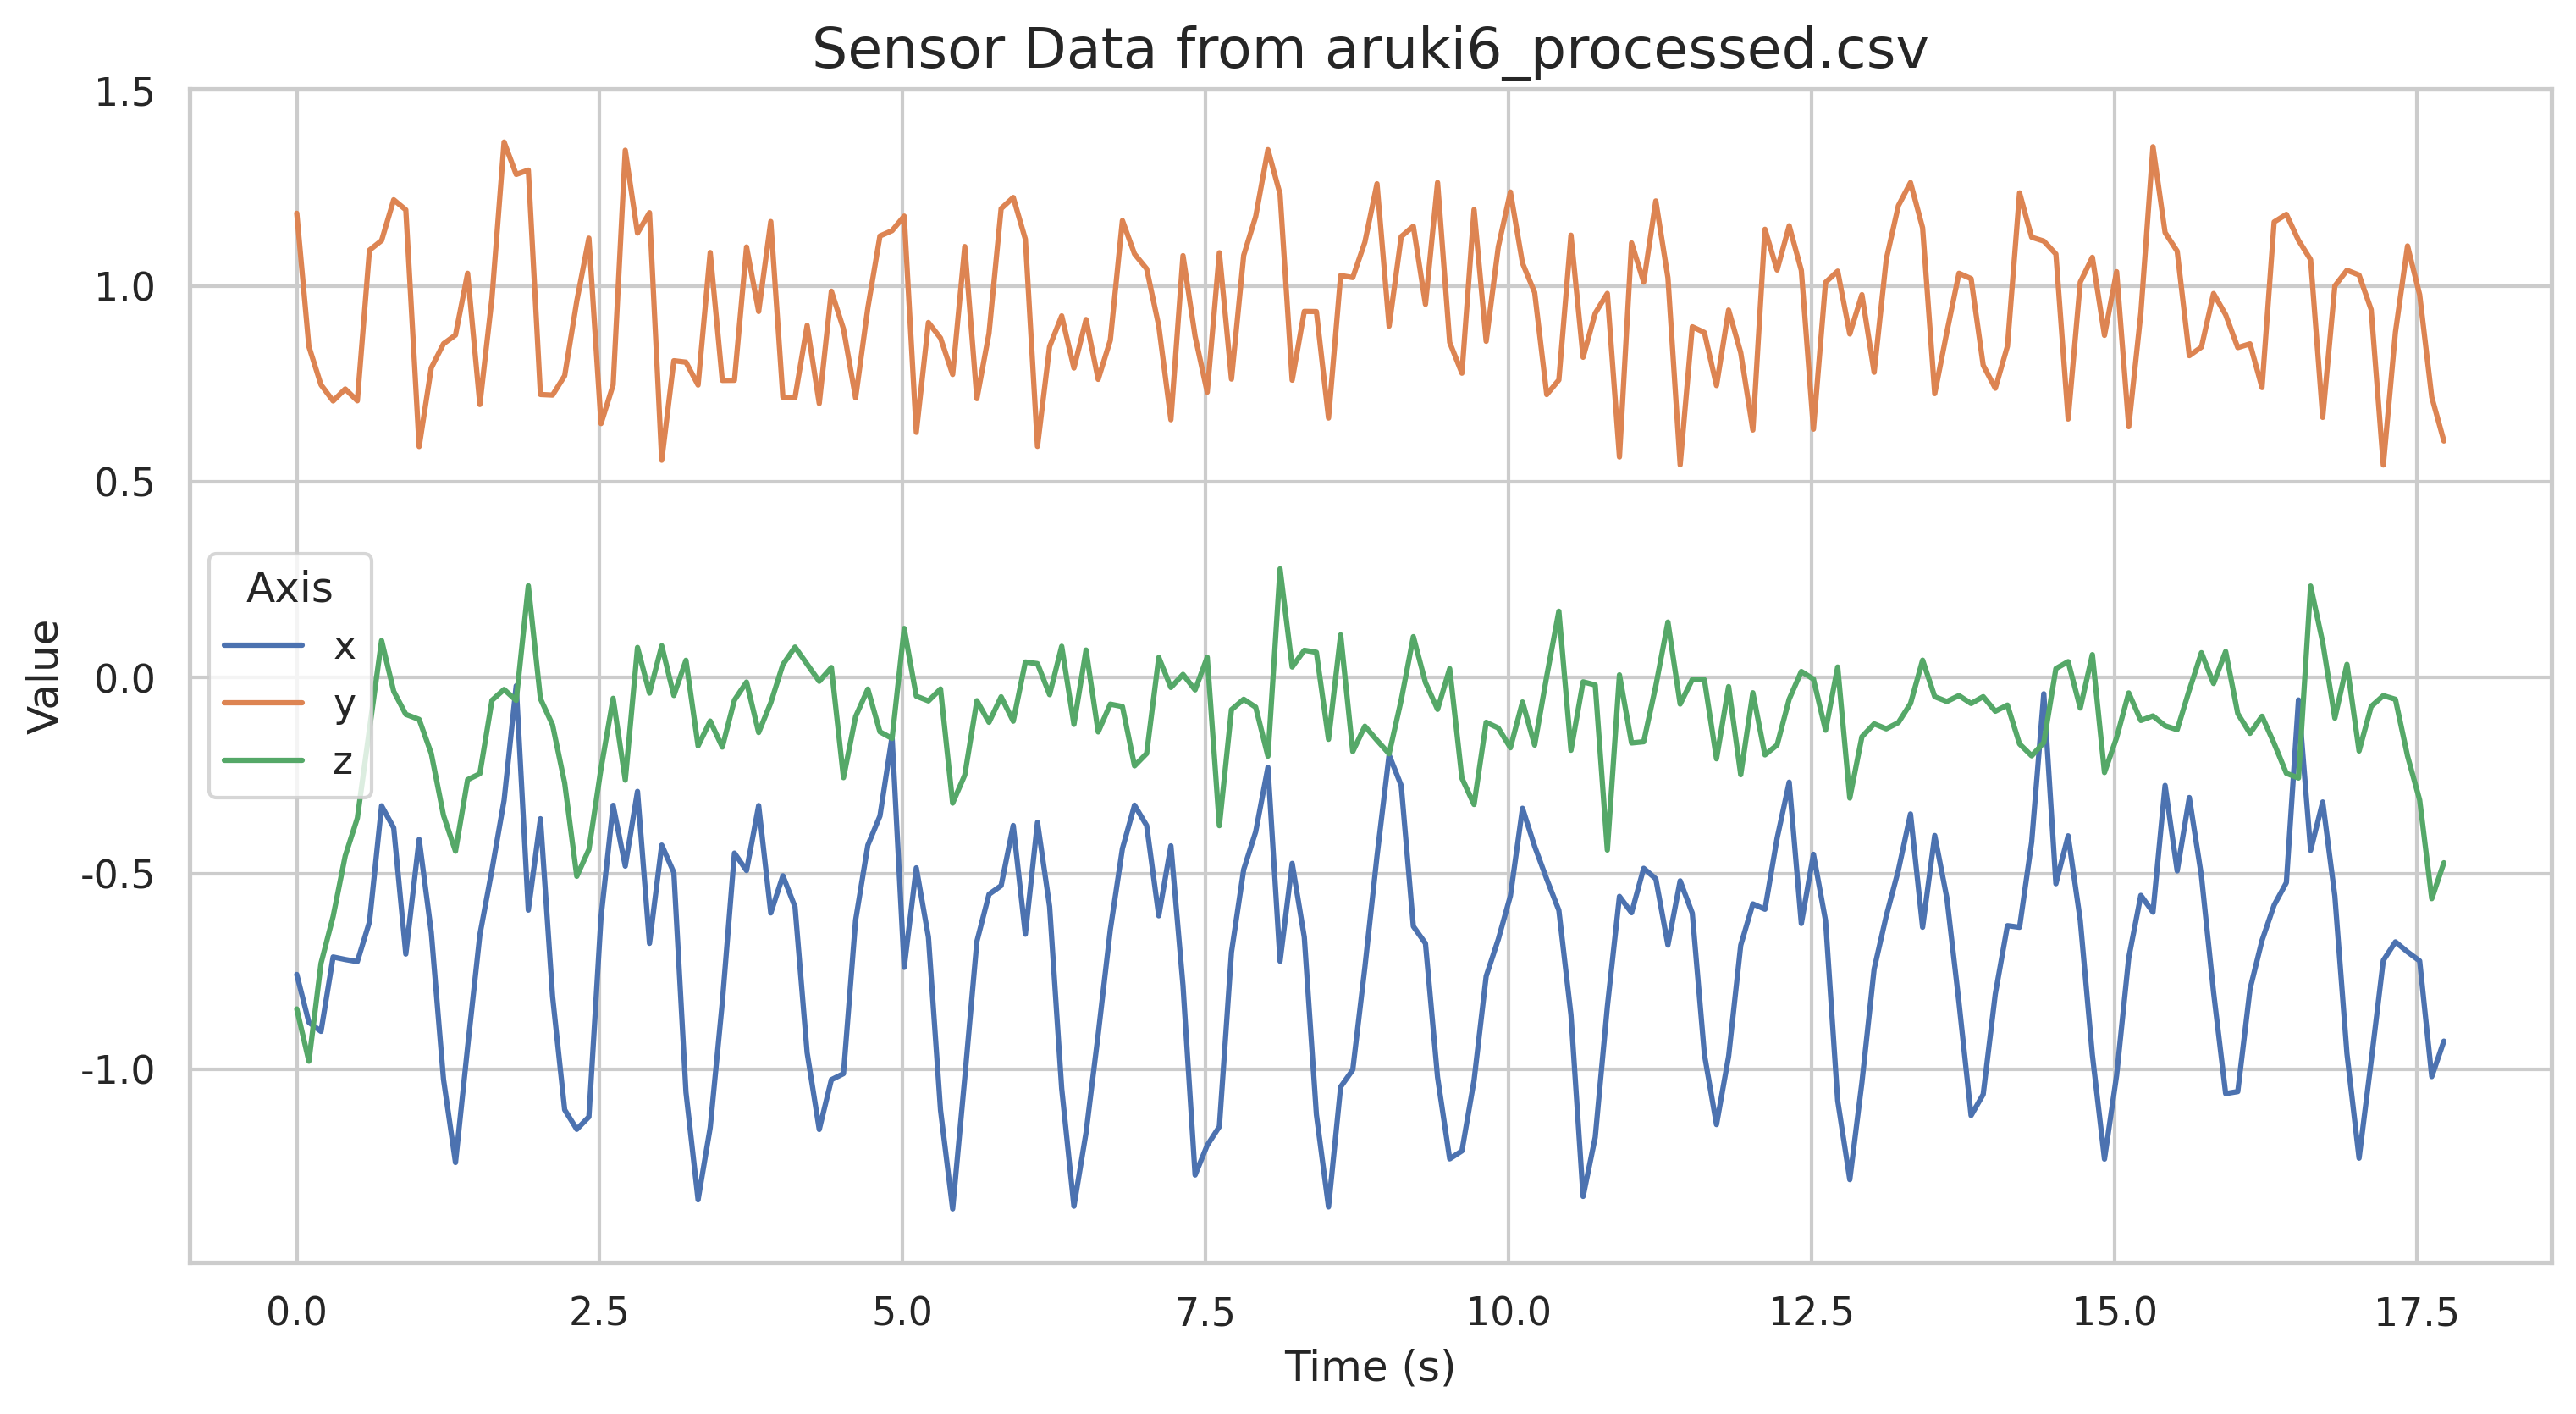 Sensor Data from aruki6_processed.csv
1.5
1.0
0.5
0.0
-0.5
-1.0
Value
Axis
x
y
z
0.0 2.5 5.0 7.5 10.0 12.5 15.0 17.5
Time (s)